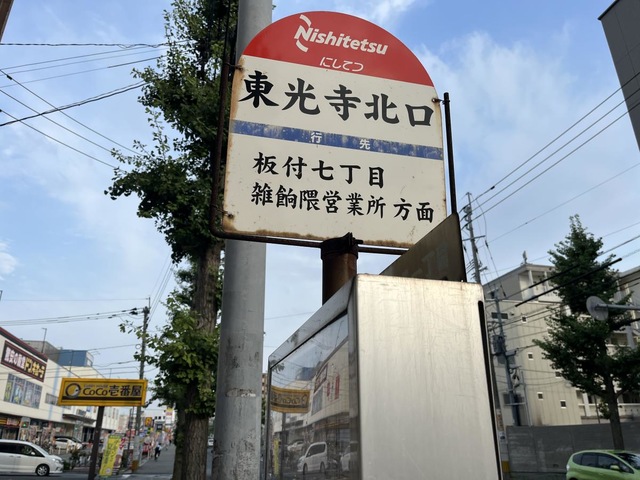 Nishitetsu
にしてつ
東光寺北口
行先
板付七丁目
雑餉隈営業所 方面
CoCo壱番屋